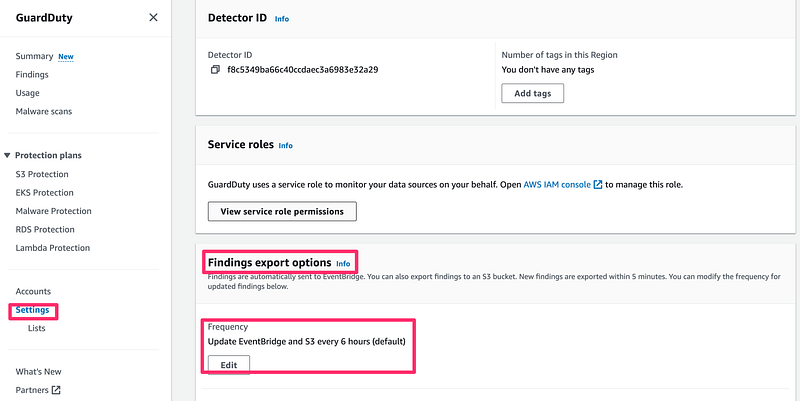 GuardDuty
Summary New
Findings
Usage
Malware scans
Protection plans
S3 Protection
EKS Protection
Malware Protection
RDS Protection
Lambda Protection
Accounts
Settings
Lists
What's New
Partners
Detector ID Info
Detector ID
f8c5349ba66c40ccdaec3a6983e32a29
Number of tags in this Region
You don't have any tags
Add tags
Service roles Info
GuardDuty uses a service role to monitor your data sources on your behalf. Open AWS IAM console to manage this role.
View service role permissions
Findings export options Info
Findings are automatically sent to EventBridge. You can also export findings to an S3 bucket. New findings are exported within 5 minutes. You can modify the frequency for
updated findings below.
Frequency
Update EventBridge and S3 every 6 hours (default)
Edit